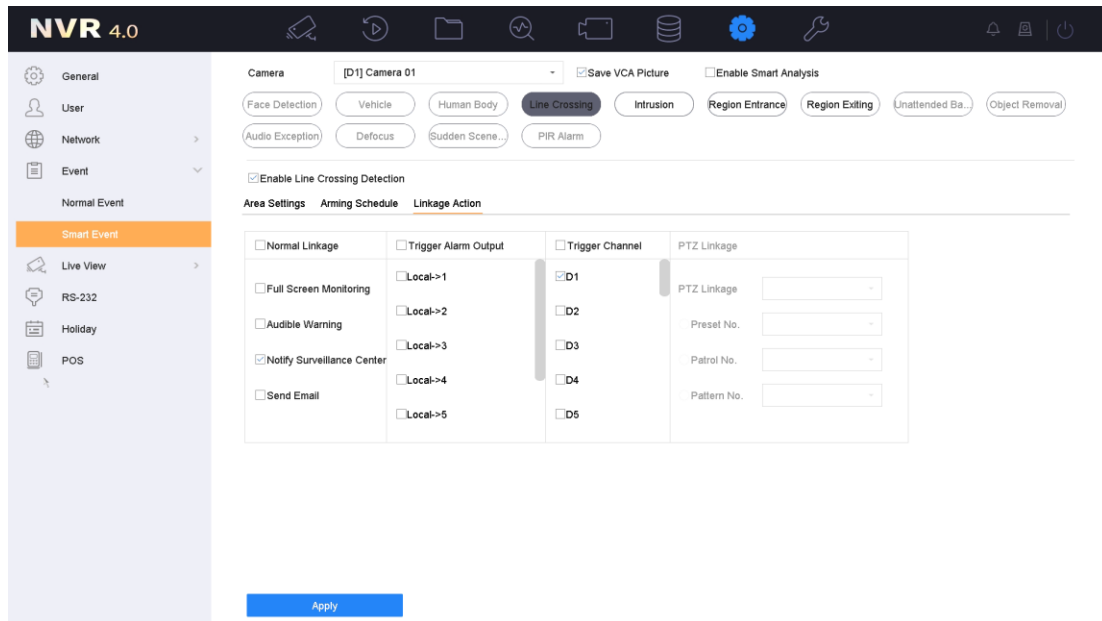 NVR 4.0
General
User
Network
Event
Normal Event
Smart Event
Live View
RS-232
Holiday
POS
Camera [D1] Camera 01 Save VCA Picture Enable Smart Analysis
Face Detection Vehicle Human Body Line Crossing Intrusion Region Entrance Region Exiting Unattended Ba... Object Removal
Audio Exception Defocus Sudden Scene... PIR Alarm
Enable Line Crossing Detection
Area Settings Arming Schedule Linkage Action
Normal Linkage Trigger Alarm Output Trigger Channel PTZ Linkage
Full Screen Monitoring
Audible Warning
Notify Surveillance Center
Send Email
Local->1
Local->2
Local->3
Local->4
Local->5
D1
D2
D3
D4
D5
PTZ Linkage
Preset No.
Patrol No.
Pattern No.
Apply